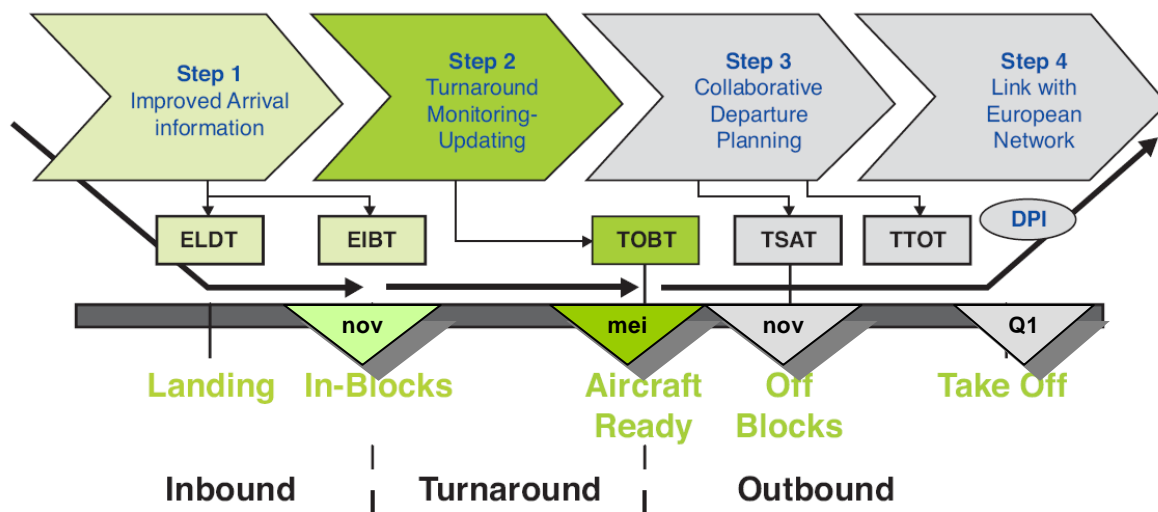 Step 1
Improved Arrival
information
Step 2
Turnaround
Monitoring-
Updating
Step 3
Collaborative
Departure
Planning
Step 4
Link with
European
Network
ELDT
EIBT
TOBT
TSAT
TTOT
DPI
nov
mei
nov
Q1
Landing
In-Blocks
Aircraft
Ready
Off
Blocks
Take Off
Inbound
Turnaround
Outbound